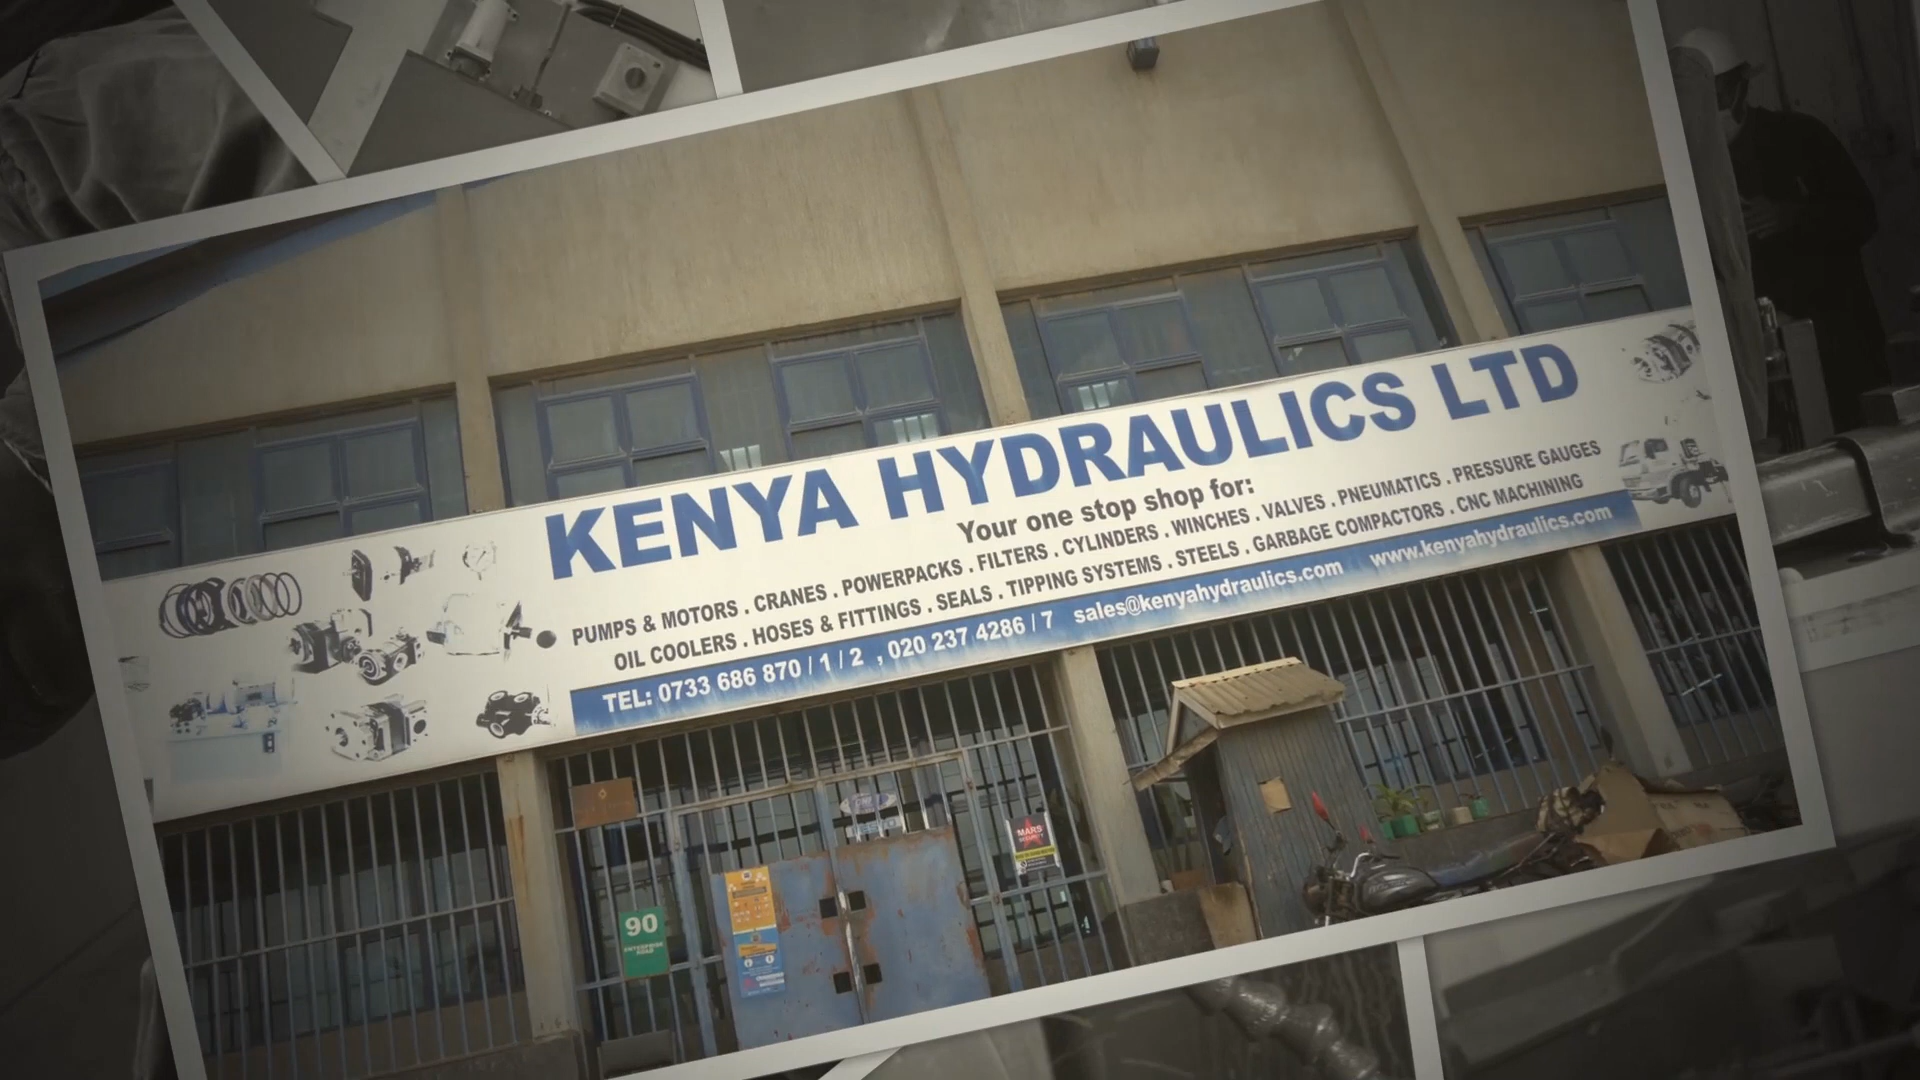 KENYA HYDRAULICS LTD
Your one stop shop for:
PUMPS & MOTORS . CRANES . POWERPACKS . FILTERS . CYLINDERS . WINCHES . VALVES . PNEUMATICS . PRESSURE GAUGES
OIL COOLERS . HOSES & FITTINGS . SEALS . TIPPING SYSTEMS . STEELS . GARBAGE COMPACTORS . CNC MACHINING
TEL: 0733 686 870 / 1 / 2 , 020 237 4286 / 7 sales@kenyahydraulics.com www.kenyahydraulics.com
MARS
SECURITY
90
ENTERPRISE
ROAD